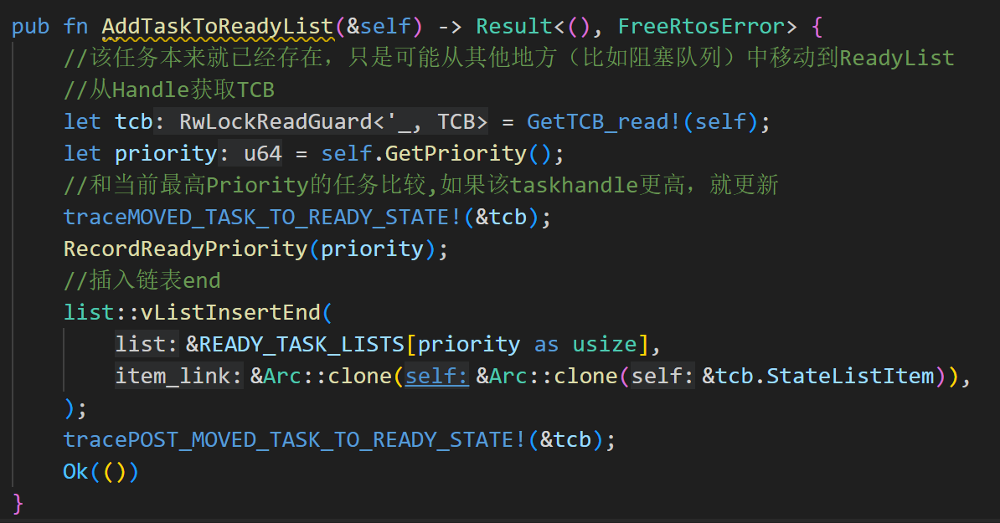 pub fn AddTaskToReadyList(&self) -> Result<(), FreeRtosError> {
    //该任务本来就已经存在，只是可能从其他地方（比如阻塞队列）中移动到ReadyList
    //从Handle获取TCB
    let tcb: RwLockReadGuard<'_, TCB> = GetTCB_read!(self);
    let priority: u64 = self.GetPriority();
    //和当前最高Priority的任务比较,如果该taskhandle更高，就更新
    traceMOVED_TASK_TO_READY_STATE!(&tcb);
    RecordReadyPriority(priority);
    //插入链表end
    list::vListInsertEnd(
        list: &READY_TASK_LISTS[priority as usize],
        item_link: &Arc::clone(self: &Arc::clone(self: &tcb.StateListItem)),
    );
    tracePOST_MOVED_TASK_TO_READY_STATE!(&tcb);
    Ok(())
}